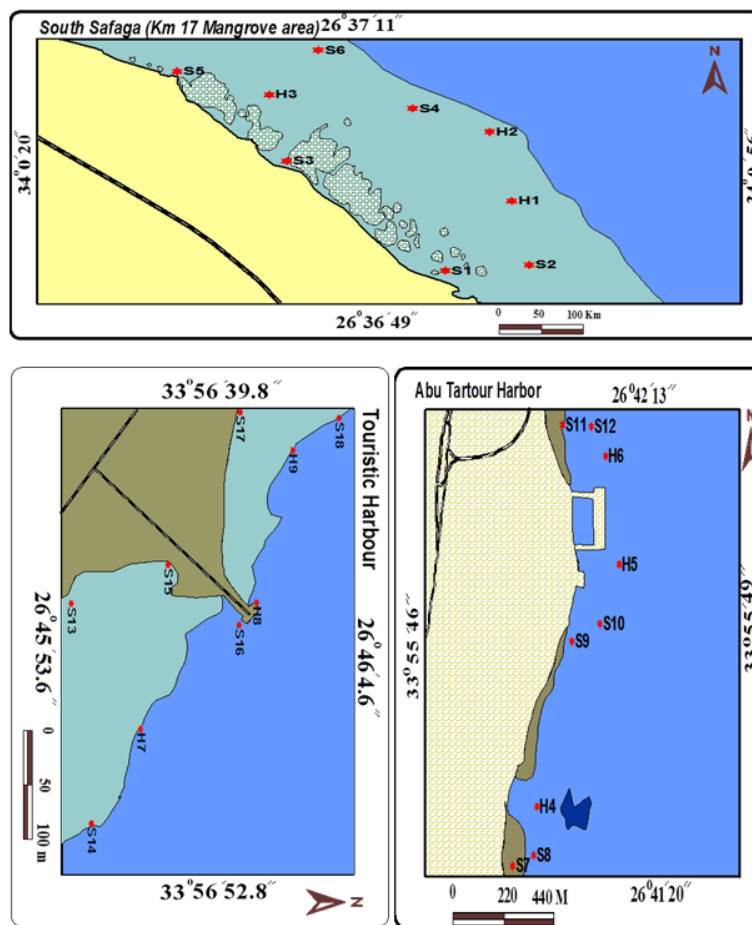 South Safaga (Km 17 Mangrove area) 26°37′11″
N
S6
S5
H3
S4
H2
34°0′20″
S3
H1
S1
S2
26°36′49″
0 50 100 Km
33°56′39.8″
Touristic Harbour
S17
S18
H9
S15
S13
H8
S16
26°45′53.6″
26°46′4.6″
H7
0 50 100 m
S14
33°56′52.8″
N
Abu Tartour Harbor 26°42′13″
S11
S12
H6
H5
33°55′46″
33°55′49″
S10
S9
H4
S8
S7
0 220 440 M
26°41′20″